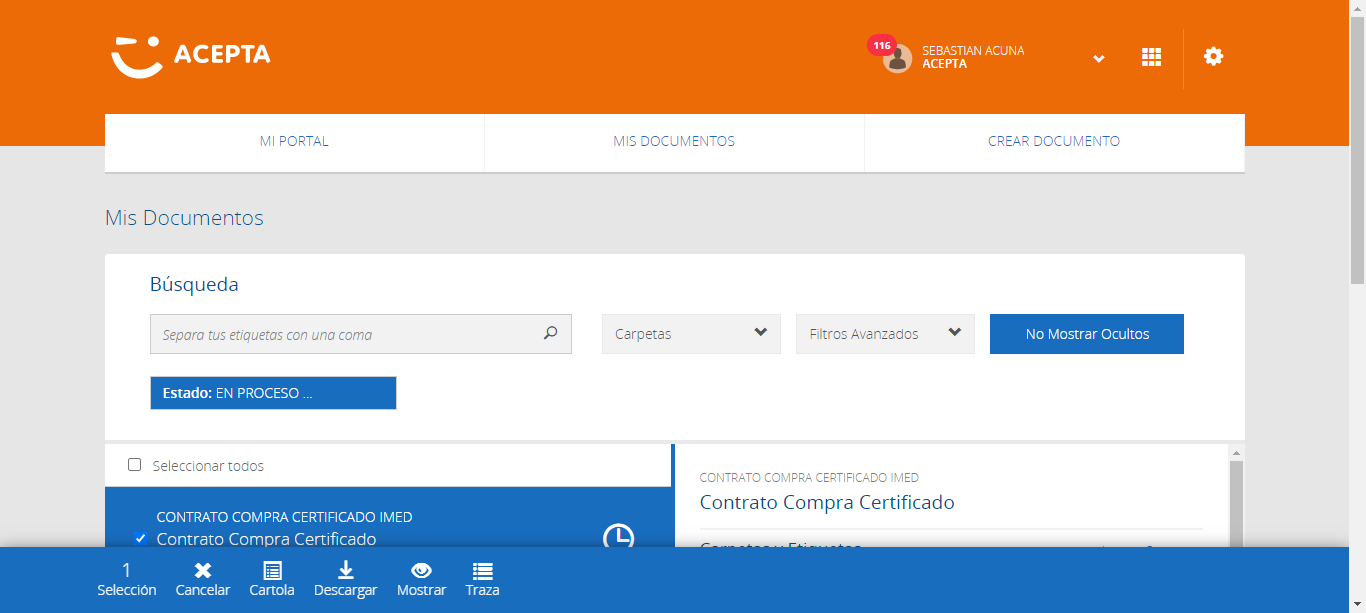 ACEPTA
116
SEBASTIAN ACUNA
ACEPTA
MI PORTAL
MIS DOCUMENTOS
CREAR DOCUMENTO
Mis Documentos
Búsqueda
Separa tus etiquetas con una coma
Carpetas
Filtros Avanzados
No Mostrar Ocultos
Estado: EN PROCESO ...
Seleccionar todos
CONTRATO COMPRA CERTIFICADO IMED
Contrato Compra Certificado
CONTRATO COMPRA CERTIFICADO IMED
Contrato Compra Certificado
Carpetas y Etiquetas
1
Selección
Cancelar
Cartola
Descargar
Mostrar
Traza